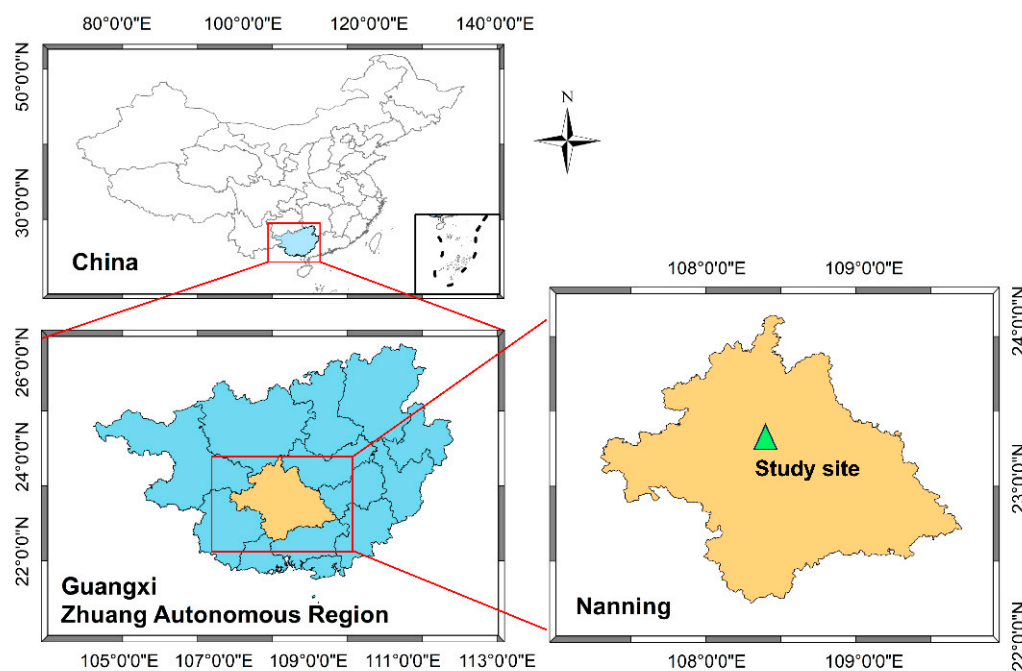 80°0'0"E 100°0'0"E 120°0'0"E 140°0'0"E
50°0'0"N
30°0'0"N
China
N
108°0'0"E 109°0'0"E
26°0'0"N
24°0'0"N
22°0'0"N
Guangxi
Zhuang Autonomous Region
105°0'0"E 107°0'0"E 109°0'0"E 111°0'0"E 113°0'0"E
24°0'0"N
23°0'0"N
22°0'0"N
Study site
Nanning
108°0'0"E 109°0'0"E